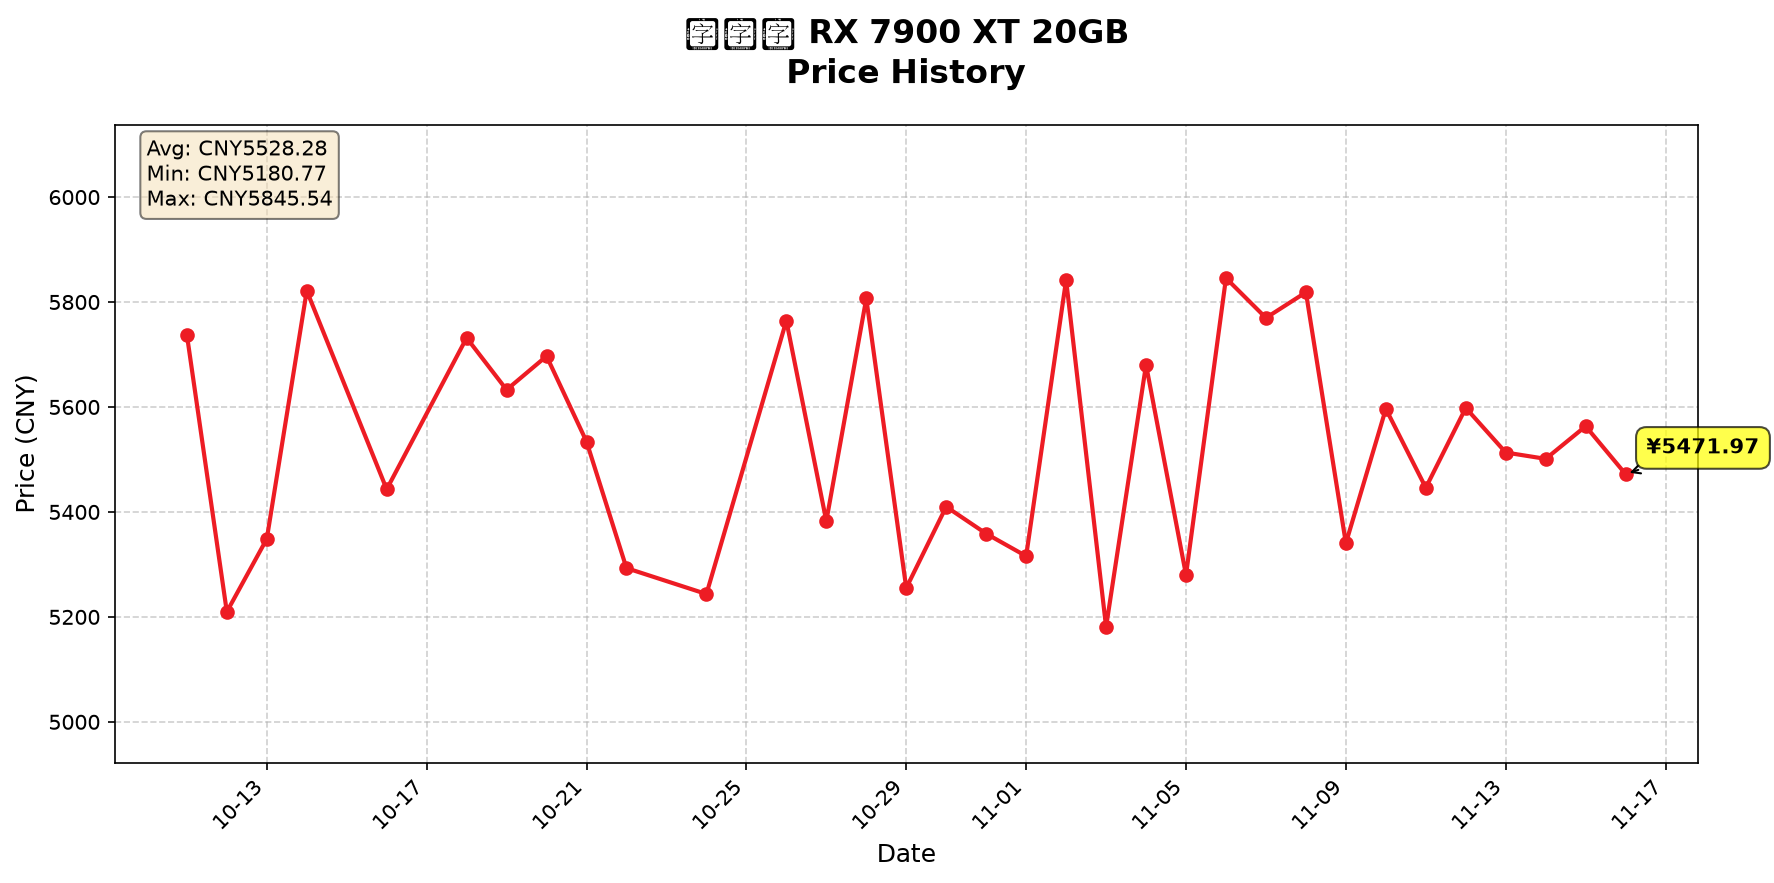 RX 7900 XT 20GB
Price History
Avg: CNY5528.28
Min: CNY5180.77
Max: CNY5845.54
6000
5800
5600
5400
5200
5000
Price (CNY)
¥5471.97
10-13
10-17
10-21
10-25
10-29
11-01
11-05
11-09
11-13
11-17
Date